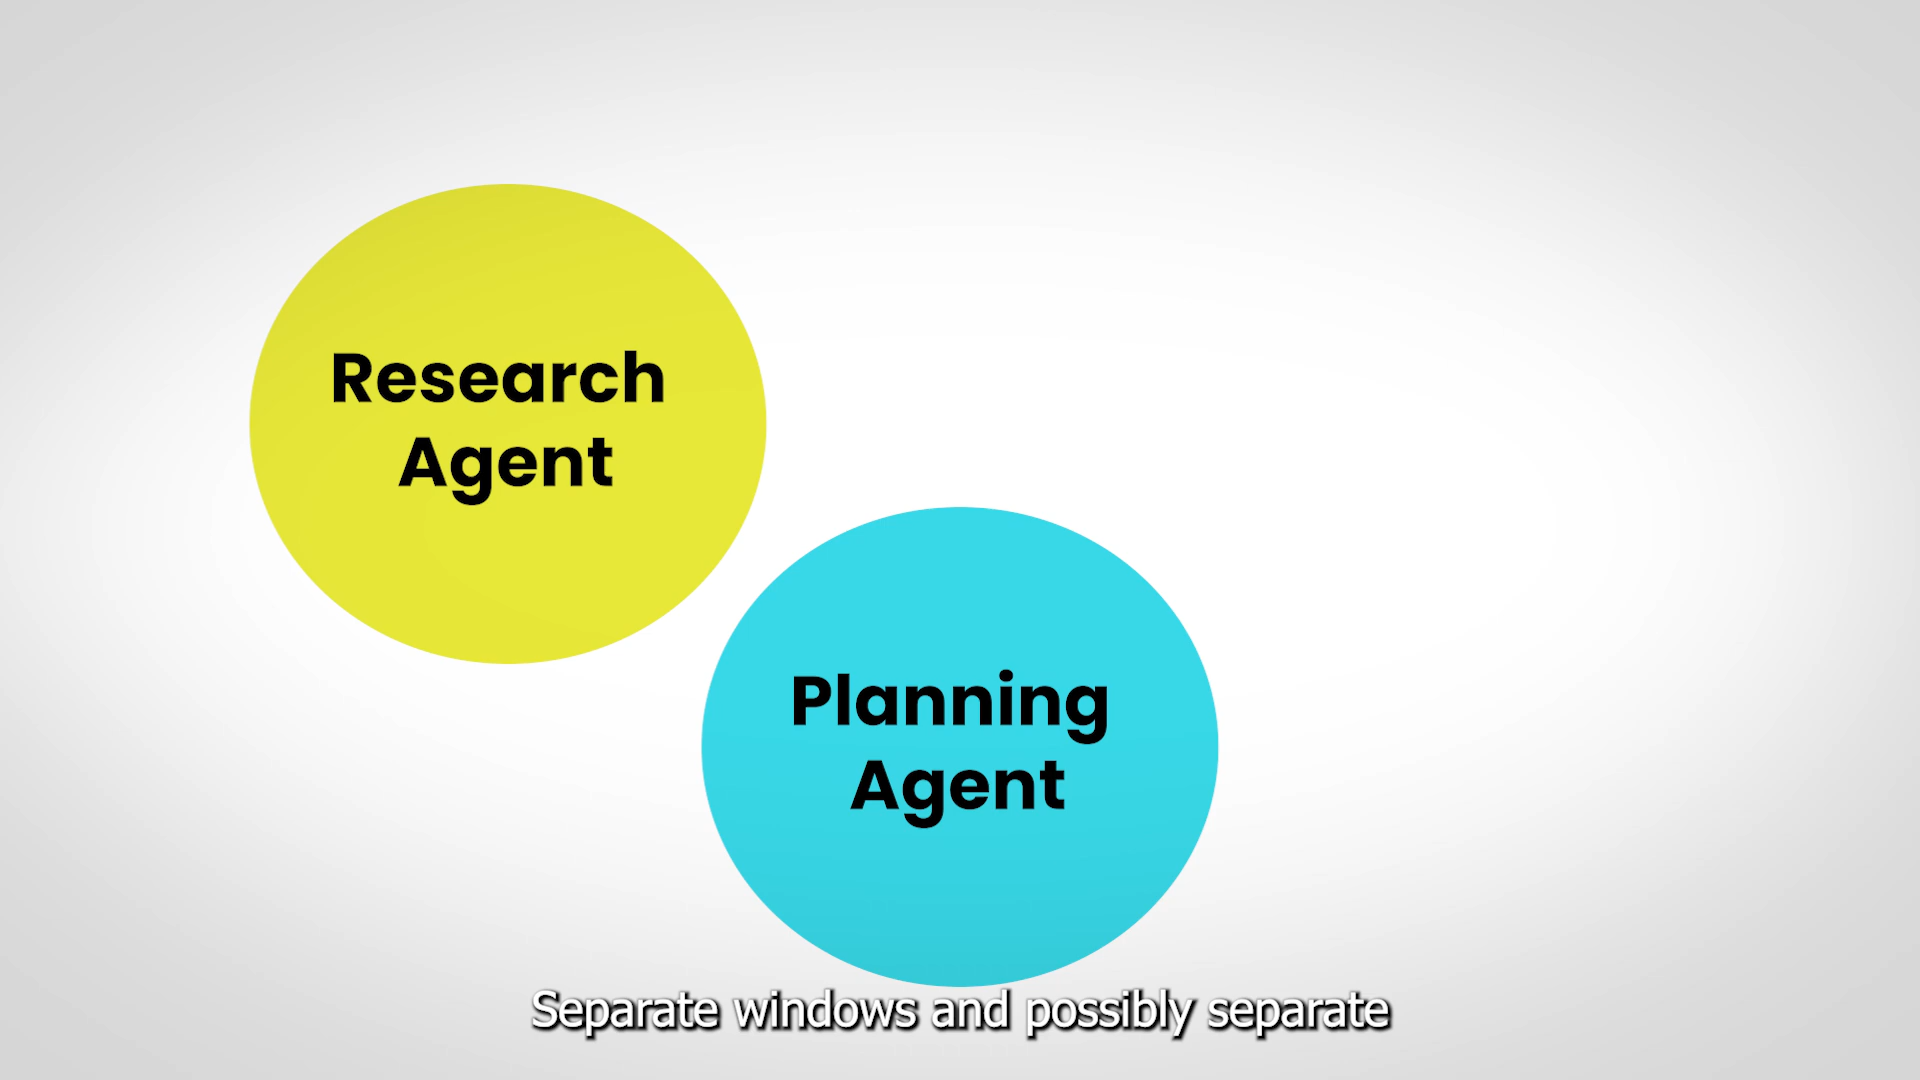 Research
Agent
Planning
Agent
Separate windows and possibly separate